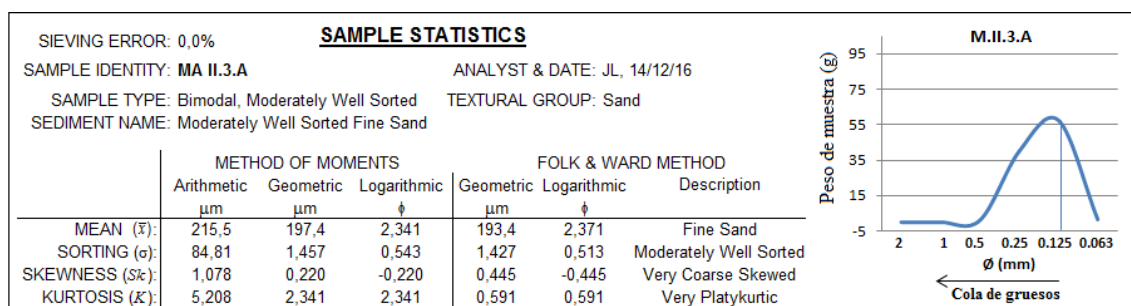 SAMPLE STATISTICS
SIEVING ERROR: 0,0%
SAMPLE IDENTITY: MA II.3.A ANALYST & DATE: JL, 14/12/16
SAMPLE TYPE: Bimodal, Moderately Well Sorted TEXTURAL GROUP: Sand
SEDIMENT NAME: Moderately Well Sorted Fine Sand
METHOD OF MOMENTS FOLK & WARD METHOD
Arithmetic Geometric Logarithmic Geometric Logarithmic Description
µm µm ϕ µm ϕ
MEAN (x̄): 215,5 197,4 2,341 193,4 2,371 Fine Sand
SORTING (σ): 84,81 1,457 0,543 1,427 0,513 Moderately Well Sorted
SKEWNESS (Sk): 1,078 0,220 -0,220 0,445 -0,445 Very Coarse Skewed
KURTOSIS (K): 5,208 2,341 2,341 0,591 0,591 Very Platykurtic
M.II.3.A
Peso de muestra (g)
95
75
55
35
15
-5
2 1 0.5 0.25 0.125 0.063
Ø (mm)
Cola de gruesos